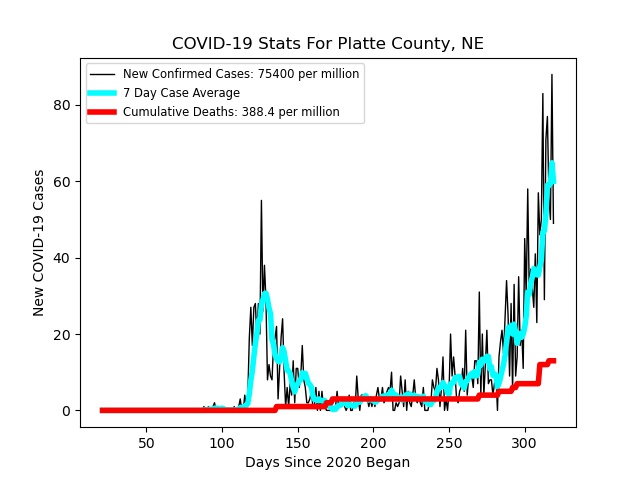 COVID-19 Stats For Platte County, NE
New Confirmed Cases: 75400 per million
7 Day Case Average
Cumulative Deaths: 388.4 per million
New COVID-19 Cases
80
60
40
20
0
50
100
150
200
250
300
Days Since 2020 Began